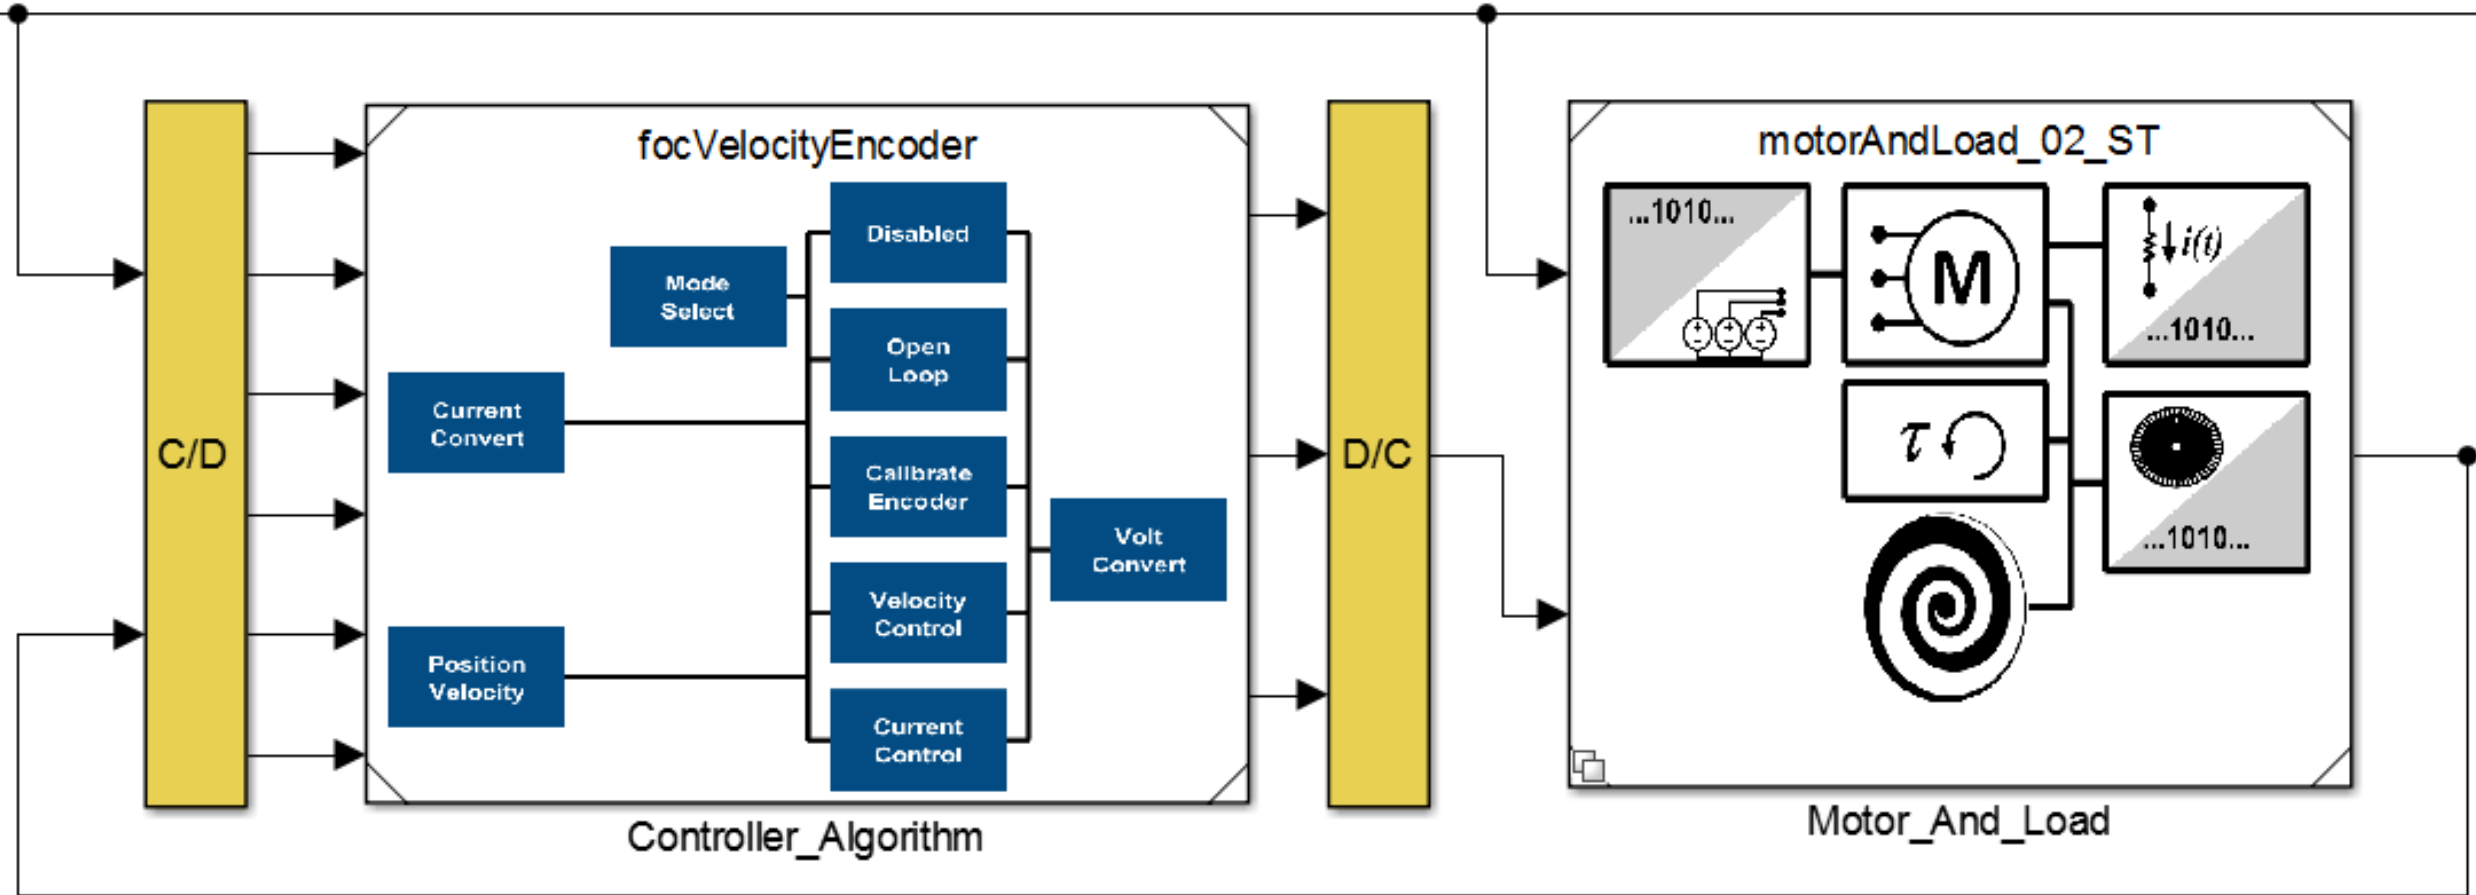 C/D
focVelocityEncoder
Disabled
Mode
Select
Open
Loop
Current
Convert
Calibrate
Encoder
Volt
Convert
Velocity
Control
Position
Velocity
Current
Control
Controller_Algorithm
D/C
motorAndLoad_02_ST
...1010...
M
i(t)
...1010...
τ
...1010...
Motor_And_Load